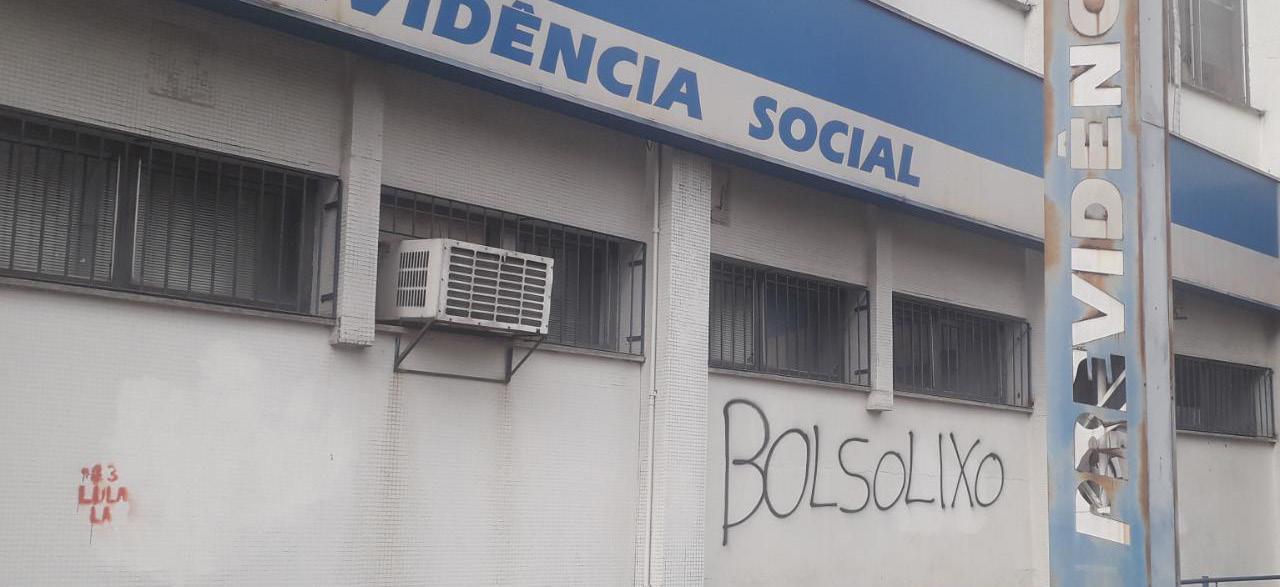 VIDÊNCIA SOCIAL
PREVIDÊNC
13
LULA
LA
BOLSOLIXO